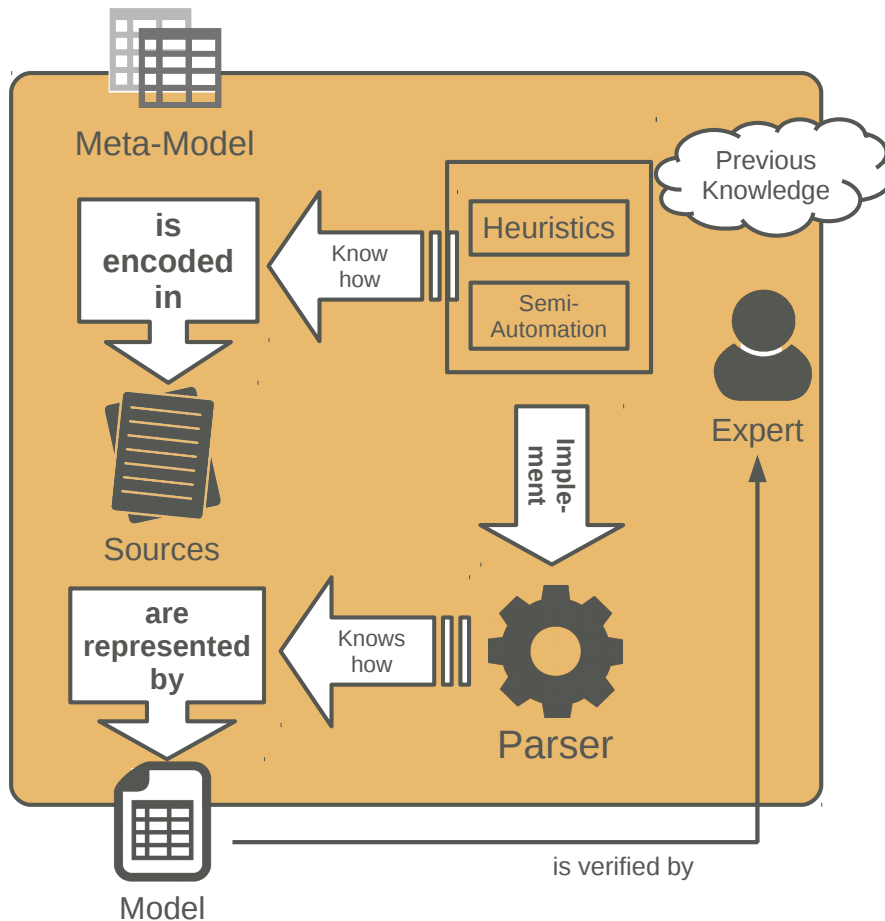 Meta-Model
Previous
Knowledge
is
encoded
in
Know
how
Heuristics
Semi-
Automation
Expert
Imple-
ment
Sources
are
represented
by
Knows
how
Parser
is verified by
Model